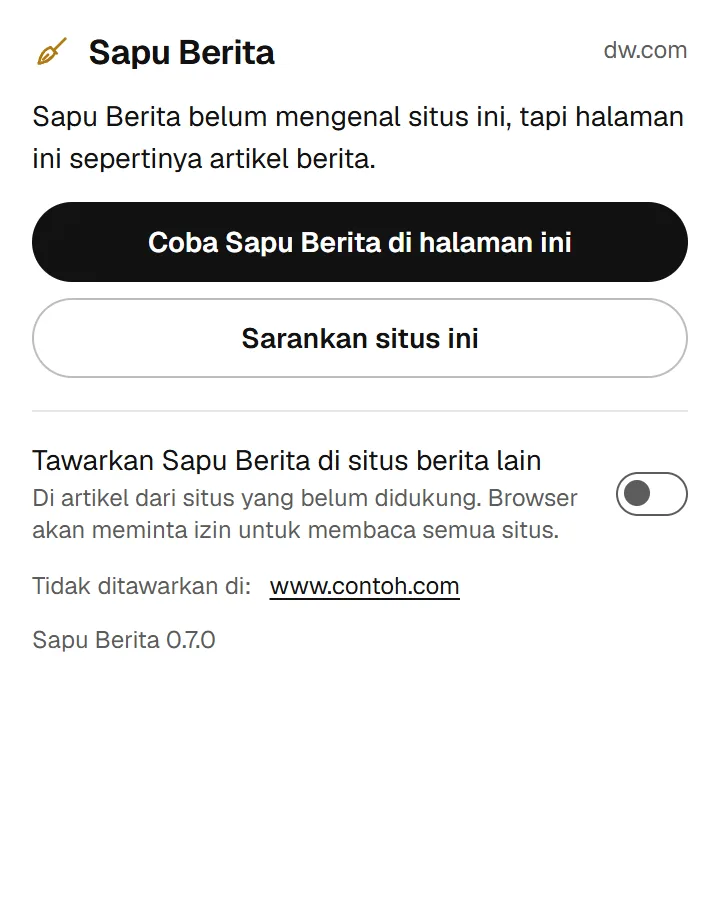 Sapu Berita
dw.com
Sapu Berita belum mengenal situs ini, tapi halaman
ini sepertinya artikel berita.
Coba Sapu Berita di halaman ini
Sarankan situs ini
Tawarkan Sapu Berita di situs berita lain
Di artikel dari situs yang belum didukung. Browser
akan meminta izin untuk membaca semua situs.
Tidak ditawarkan di: www.contoh.com
Sapu Berita 0.7.0